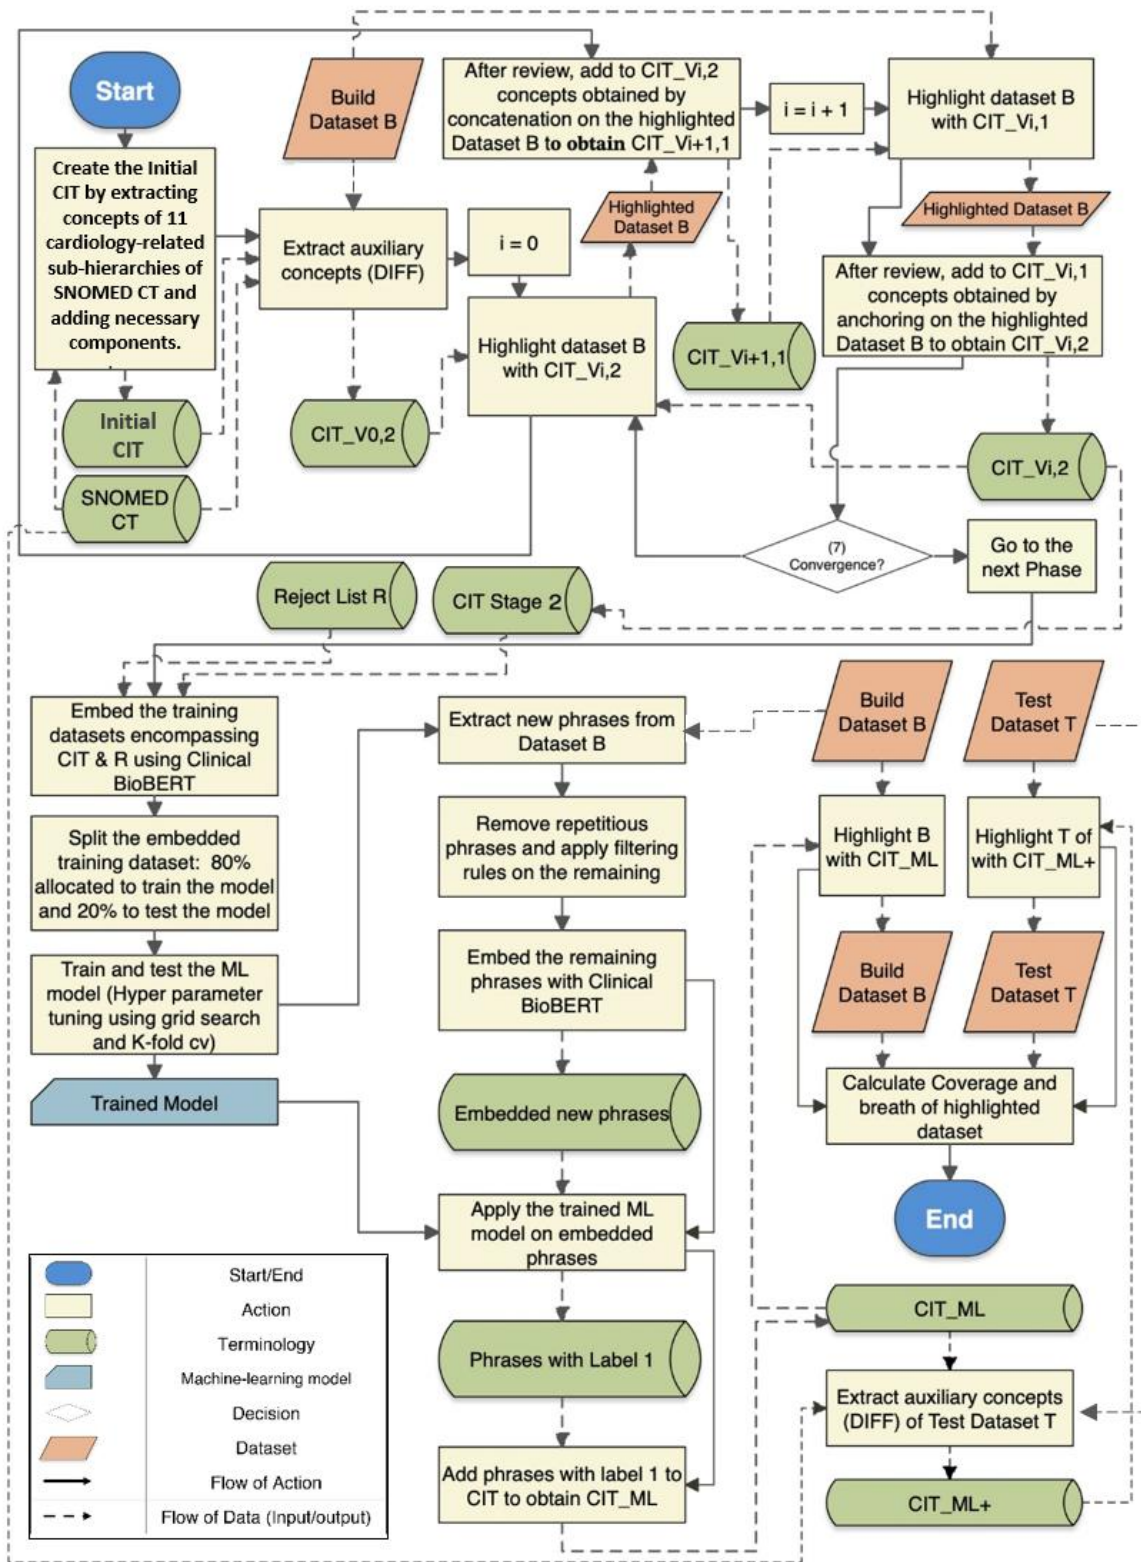 Start
Build
Dataset B
After review, add to CIT_Vi,2
concepts obtained by
concatenation on the highlighted
Dataset B to obtain CIT_Vi+1,1
i = i + 1
Highlight dataset B
with CIT_Vi,1
Create the Initial
CIT by extracting
concepts of 11
cardiology-related
sub-hierarchies of
SNOMED CT and
adding necessary
components.
Extract auxiliary
concepts (DIFF)
i = 0
Highlighted
Dataset B
Highlighted Dataset B
After review, add to CIT_Vi,1
concepts obtained by
anchoring on the highlighted
Dataset B to obtain CIT_Vi,2
Highlight dataset B
with CIT_Vi,2
CIT_Vi+1,1
Initial
CIT
CIT_V0,2
CIT_Vi,2
SNOMED
CT
(7)
Convergence?
Go to the
next Phase
Reject List R
CIT Stage 2
Embed the training
datasets encompassing
CIT & R using Clinical
BioBERT
Split the embedded
training dataset: 80%
allocated to train the model
and 20% to test the model
Train and test the ML
model (Hyper parameter
tuning using grid search
and K-fold cv)
Trained Model
Extract new phrases from
Dataset B
Remove repetitious
phrases and apply filtering
rules on the remaining
Embed the remaining
phrases with Clinical
BioBERT
Embedded new phrases
Apply the trained ML
model on embedded
phrases
Phrases with Label 1
Add phrases with label 1 to
CIT to obtain CIT_ML
Build
Dataset B
Test
Dataset T
Highlight B
with CIT_ML
Highlight T of
with CIT_ML+
Build
Dataset B
Test
Dataset T
Calculate Coverage and
breath of highlighted
dataset
End
CIT_ML
Extract auxiliary concepts
(DIFF) of Test Dataset T
CIT_ML+
Start/End
Action
Terminology
Machine-learning model
Decision
Dataset
Flow of Action
Flow of Data (Input/output)